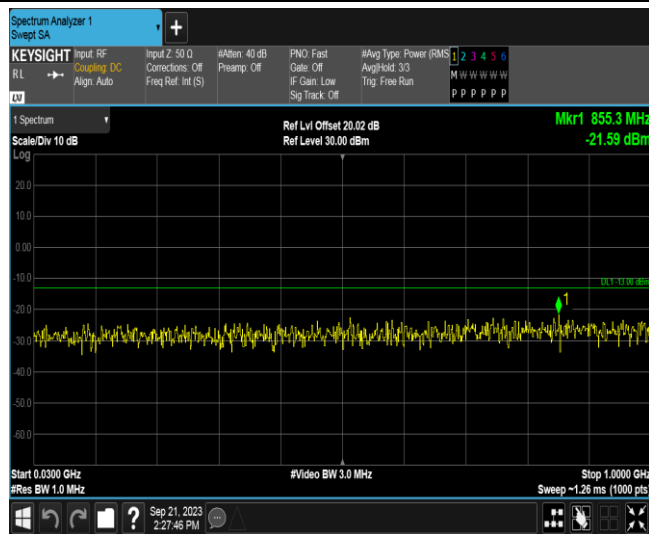 Spectrum Analyzer 1
Swept SA
+
KEYSIGHT
RL
LXI
Input: RF
Coupling: DC
Align: Auto
Input Z: 50 Ω
Corrections: Off
Freq Ref: Int (S)
#Atten: 40 dB
Preamp: Off
PNO: Fast
Gate: Off
IF Gain: Low
Sig Track: Off
#Avg Type: Power (RMS
Avg|Hold: 3/3
Trig: Free Run
1 2 3 4 5 6
M W W W W W
P P P P P P
1 Spectrum
Scale/Div 10 dB
Log
Ref Lvl Offset 20.02 dB
Ref Level 30.00 dBm
Mkr1 855.3 MHz
-21.59 dBm
20.0
10.0
0.00
-10.0
DL1 -13.00 dBm
1
-20.0
-30.0
-40.0
-50.0
-60.0
Start 0.0300 GHz
#Video BW 3.0 MHz
Stop 1.0000 GHz
#Res BW 1.0 MHz
Sweep ~1.26 ms (1000 pts)
?
Sep 21, 2023
2:27:46 PM